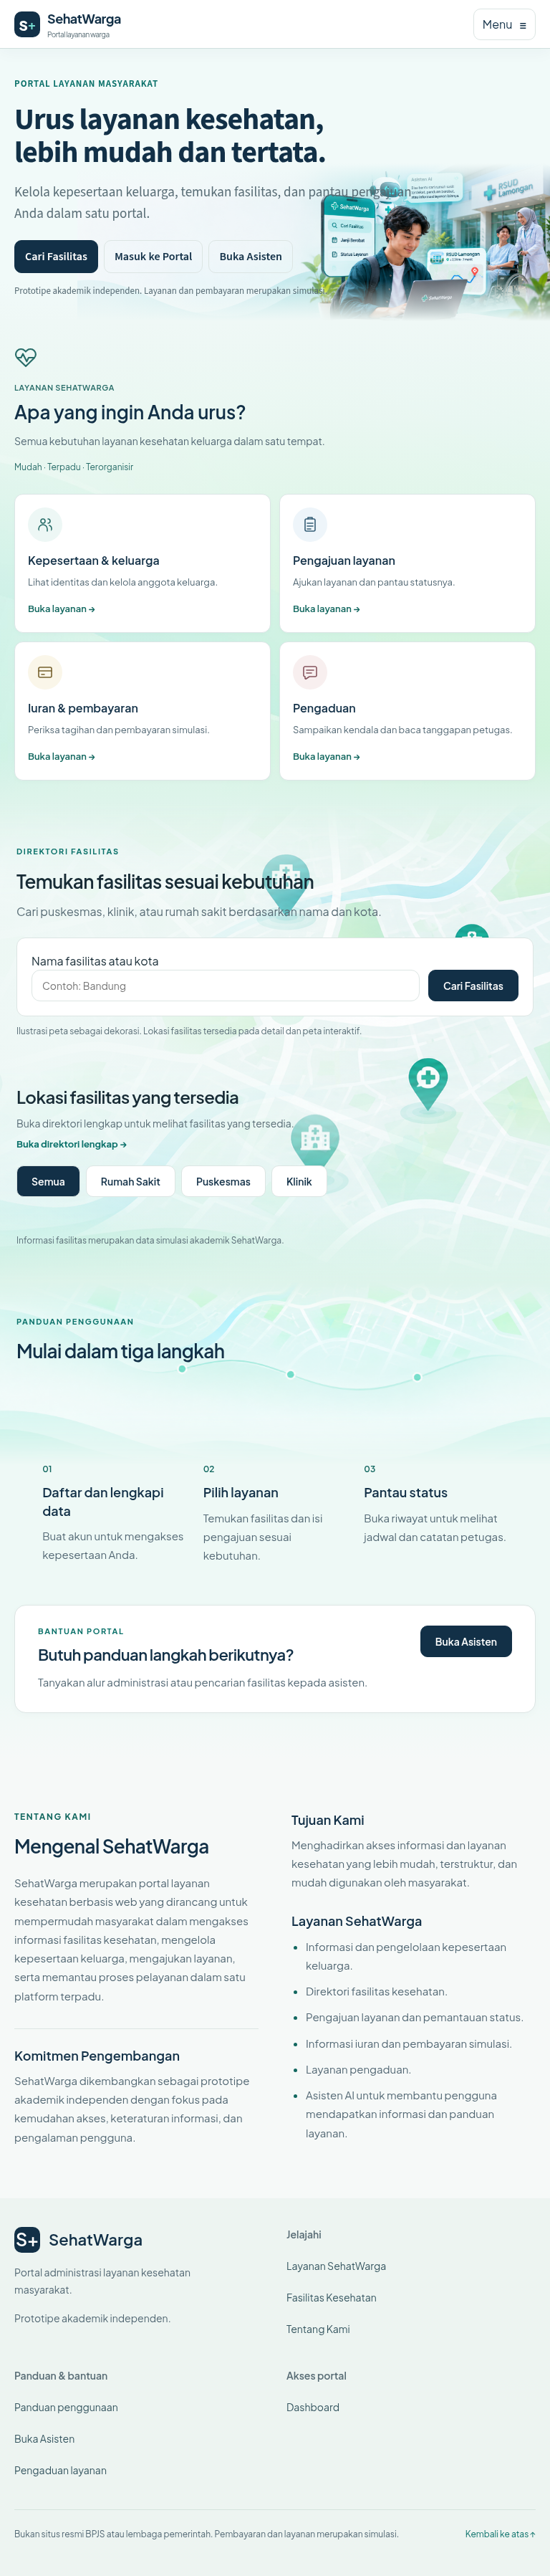 S+ SehatWarga
Portal layanan warga
Menu ≡
PORTAL LAYANAN MASYARAKAT
Urus layanan kesehatan,
lebih mudah dan tertata.
Kelola kepesertaan keluarga, temukan fasilitas, dan pantau pengajuan
Anda dalam satu portal.
Cari Fasilitas
Masuk ke Portal
Buka Asisten
Prototipe akademik independen. Layanan dan pembayaran merupakan simulasi.
SehatWarga
Cari Fasilitas
Janji Berobat
Status Layanan
RSUD
Lamongan
RSUD Lamongan
SehatWarga
LAYANAN SEHATWARGA
Apa yang ingin Anda urus?
Semua kebutuhan layanan kesehatan keluarga dalam satu tempat.
Mudah · Terpadu · Terorganisir
Kepesertaan & keluarga
Lihat identitas dan kelola anggota keluarga.
Buka layanan →
Pengajuan layanan
Ajukan layanan dan pantau statusnya.
Buka layanan →
Iuran & pembayaran
Periksa tagihan dan pembayaran simulasi.
Buka layanan →
Pengaduan
Sampaikan kendala dan baca tanggapan petugas.
Buka layanan →
DIREKTORI FASILITAS
Temukan fasilitas sesuai kebutuhan
Cari puskesmas, klinik, atau rumah sakit berdasarkan nama dan kota.
Nama fasilitas atau kota
Contoh: Bandung
Cari Fasilitas
Ilustrasi peta sebagai dekorasi. Lokasi fasilitas tersedia pada detail dan peta interaktif.
Lokasi fasilitas yang tersedia
Buka direktori lengkap untuk melihat fasilitas yang tersedia.
Buka direktori lengkap →
Semua
Rumah Sakit
Puskesmas
Klinik
Informasi fasilitas merupakan data simulasi akademik SehatWarga.
PANDUAN PENGGUNAAN
Mulai dalam tiga langkah
01
Daftar dan lengkapi
data
Buat akun untuk mengakses
kepesertaan Anda.
02
Pilih layanan
Temukan fasilitas dan isi
pengajuan sesuai
kebutuhan.
03
Pantau status
Buka riwayat untuk melihat
jadwal dan catatan petugas.
BANTUAN PORTAL
Butuh panduan langkah berikutnya?
Tanyakan alur administrasi atau pencarian fasilitas kepada asisten.
Buka Asisten
TENTANG KAMI
Mengenal SehatWarga
SehatWarga merupakan portal layanan
kesehatan berbasis web yang dirancang untuk
mempermudah masyarakat dalam mengakses
informasi fasilitas kesehatan, mengelola
kepesertaan keluarga, mengajukan layanan,
serta memantau proses pelayanan dalam satu
platform terpadu.
Komitmen Pengembangan
SehatWarga dikembangkan sebagai prototipe
akademik independen dengan fokus pada
kemudahan akses, keteraturan informasi, dan
pengalaman pengguna.
Tujuan Kami
Menghadirkan akses informasi dan layanan
kesehatan yang lebih mudah, terstruktur, dan
mudah digunakan oleh masyarakat.
Layanan SehatWarga
• Informasi dan pengelolaan kepesertaan
keluarga.
• Direktori fasilitas kesehatan.
• Pengajuan layanan dan pemantauan status.
• Informasi iuran dan pembayaran simulasi.
• Layanan pengaduan.
• Asisten AI untuk membantu pengguna
mendapatkan informasi dan panduan
layanan.
S+ SehatWarga
Portal administrasi layanan kesehatan
masyarakat.
Prototipe akademik independen.
Jelajahi
Layanan SehatWarga
Fasilitas Kesehatan
Tentang Kami
Panduan & bantuan
Panduan penggunaan
Buka Asisten
Pengaduan layanan
Akses portal
Dashboard
Bukan situs resmi BPJS atau lembaga pemerintah. Pembayaran dan layanan merupakan simulasi.
Kembali ke atas ↑